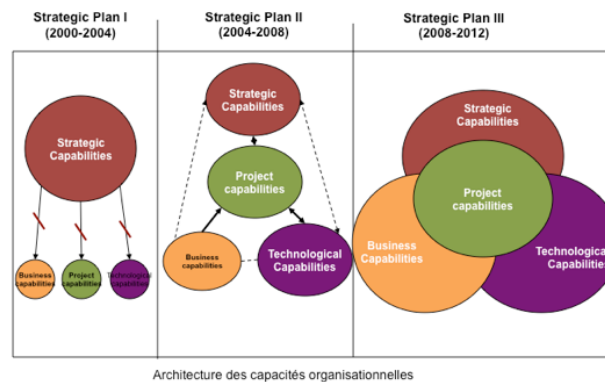 Strategic Plan I
(2000-2004)
Strategic Plan II
(2004-2008)
Strategic Plan III
(2008-2012)
Strategic
Capabilities
Business
capabilities
Project
capabilities
Technological
capabilities
Strategic
Capabilities
Project
capabilities
Business
capabilities
Technological
Capabilities
Strategic
Capabilities
Project
capabilities
Business
Capabilities
Technological
Capabilities
Architecture des capacités organisationnelles